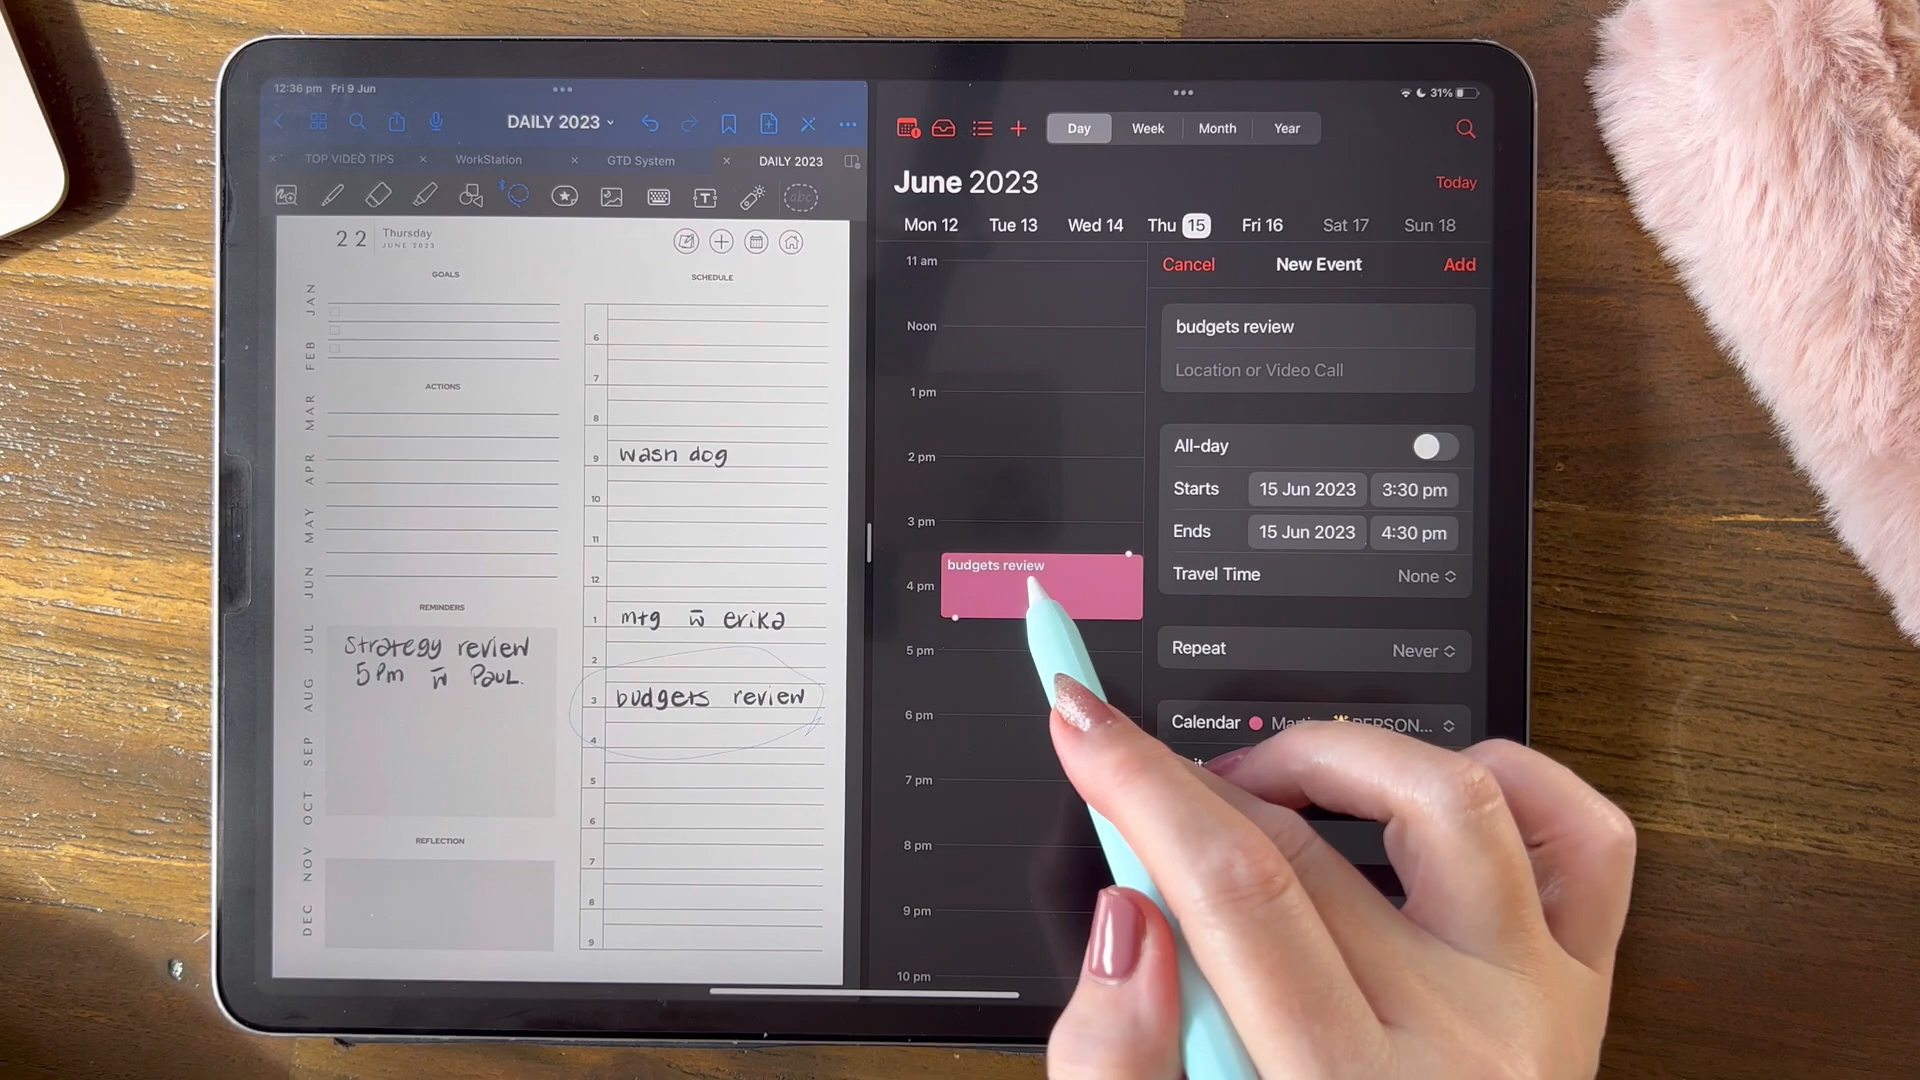 12:36 pm Fri 9 Jun
DAILY 2023
TOP VIDEO TIPS
WorkStation
GTD System
DAILY 2023
abc
22
Thursday
JUNE 2023
GOALS
ACTIONS
REMINDERS
Strategy review
5pm w̄ Paul.
REFLECTION
JAN
FEB
MAR
APR
MAY
JUN
JUL
AUG
SEP
OCT
NOV
DEC
SCHEDULE
6
7
8
9 wash dog
10
11
12
1 mtg w̄ erika
2
3 budgets review
4
5
6
7
8
9
31%
Day Week Month Year
June 2023
Today
Mon 12 Tue 13 Wed 14 Thu 15 Fri 16 Sat 17 Sun 18
11 am
Noon
1 pm
2 pm
3 pm
budgets review
4 pm
5 pm
6 pm
7 pm
8 pm
9 pm
10 pm
Cancel New Event Add
budgets review
Location or Video Call
All-day
Starts 15 Jun 2023 3:30 pm
Ends 15 Jun 2023 4:30 pm
Travel Time None
Repeat Never
Calendar